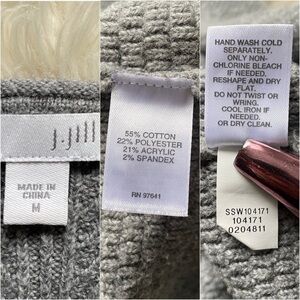 j.jill
MADE IN
CHINA
M
55% COTTON
22% POLYESTER
21% ACRYLIC
2% SPANDEX
RN 97641
HAND WASH COLD
SEPARATELY.
ONLY NON-
CHLORINE BLEACH
IF NEEDED.
RESHAPE AND DRY
FLAT.
DO NOT TWIST OR
WRING.
COOL IRON IF
NEEDED.
OR DRY CLEAN.
SSW104171
104171
0204811